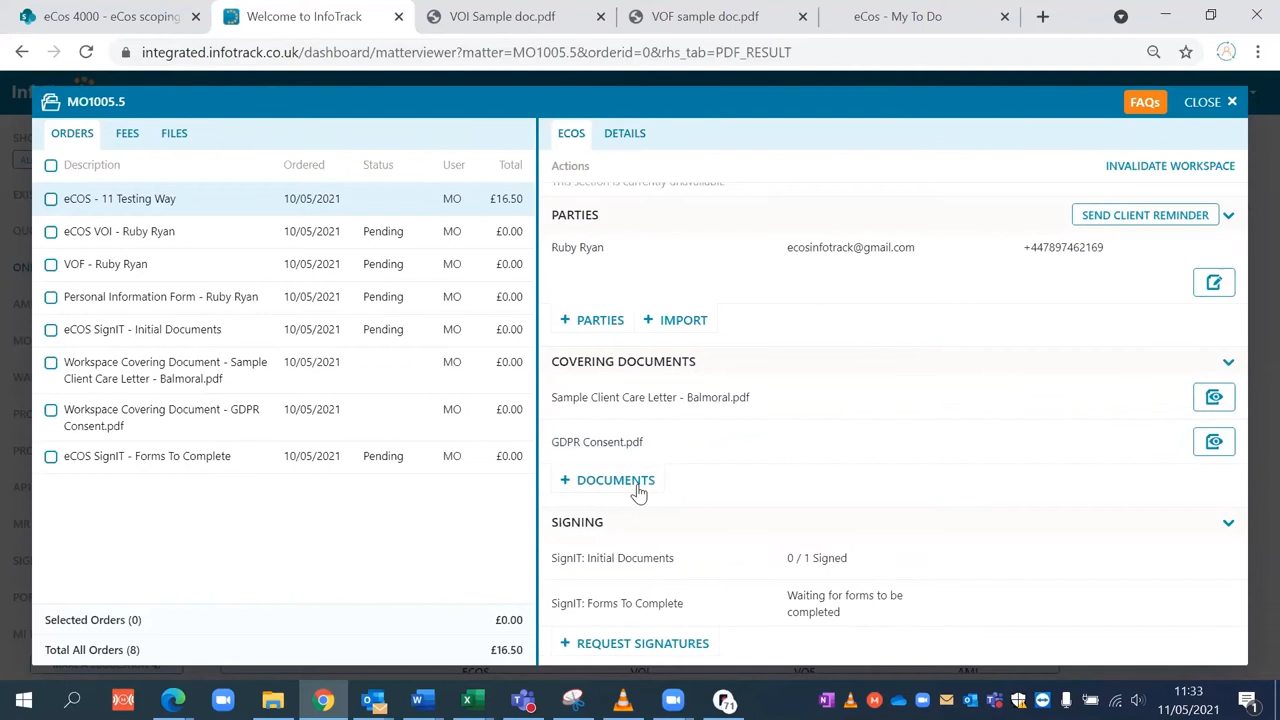 eCos 4000 - eCos scoping
Welcome to InfoTrack
VOI Sample doc.pdf
VOF sample doc.pdf
eCos - My To Do
integrated.infotrack.co.uk/dashboard/matterviewer?matter=MO1005.5&orderid=0&rhs_tab=PDF_RESULT
MO1005.5
FAQs
CLOSE
ORDERS FEES FILES
Description Ordered Status User Total
eCOS - 11 Testing Way 10/05/2021 MO £16.50
eCOS VOI - Ruby Ryan 10/05/2021 Pending MO £0.00
VOF - Ruby Ryan 10/05/2021 Pending MO £0.00
Personal Information Form - Ruby Ryan 10/05/2021 Pending MO £0.00
eCOS SignIT - Initial Documents 10/05/2021 Pending MO £0.00
Workspace Covering Document - Sample 10/05/2021 MO £0.00
Client Care Letter - Balmoral.pdf
Workspace Covering Document - GDPR 10/05/2021 MO £0.00
Consent.pdf
eCOS SignIT - Forms To Complete 10/05/2021 Pending MO £0.00
Selected Orders (0) £0.00
Total All Orders (8) £16.50
ECOS DETAILS
Actions INVALIDATE WORKSPACE
This section is currently unavailable
PARTIES SEND CLIENT REMINDER
Ruby Ryan ecosinfotrack@gmail.com +447897462169
+ PARTIES + IMPORT
COVERING DOCUMENTS
Sample Client Care Letter - Balmoral.pdf
GDPR Consent.pdf
+ DOCUMENTS
SIGNING
SignIT: Initial Documents 0 / 1 Signed
SignIT: Forms To Complete Waiting for forms to be
completed
+ REQUEST SIGNATURES
71
11:33
11/05/2021
1